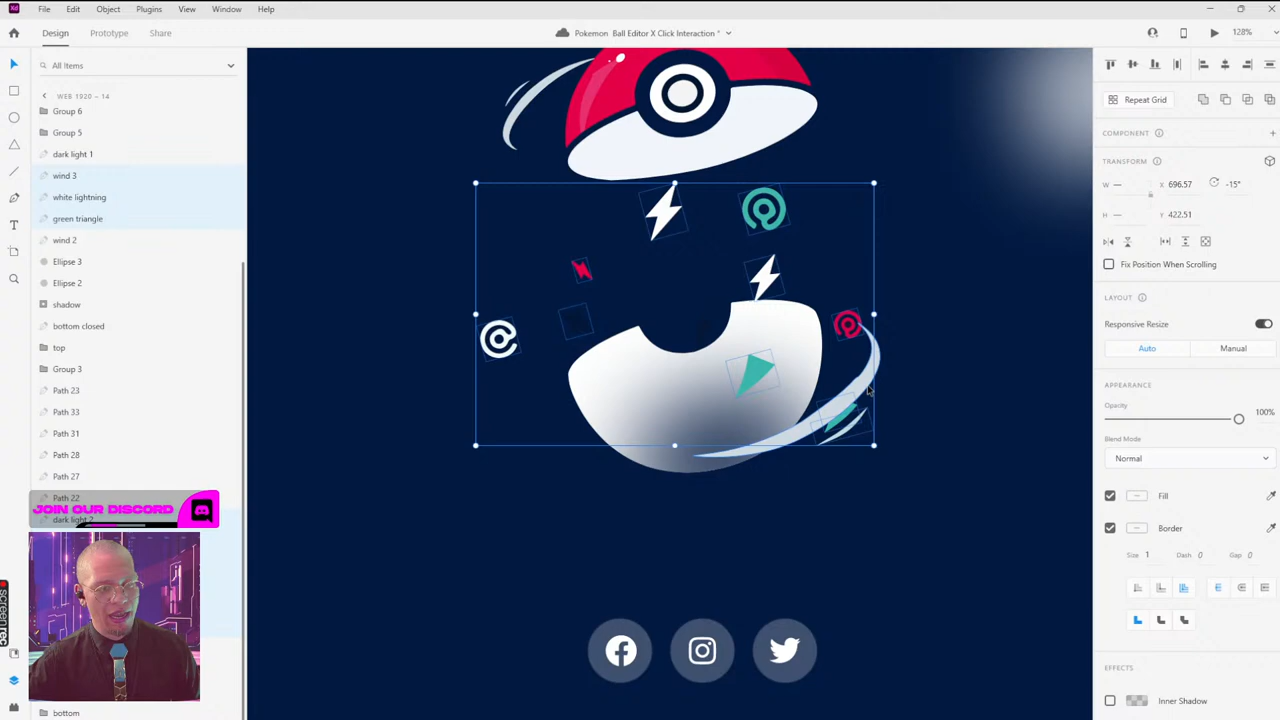 Xd File Edit Object Plugins View Window Help
Design Prototype Share
Pokemon Ball Editor X Click Interaction *
128%
All Items
WEB 1920 – 14
Group 6
Group 5
dark light 1
wind 3
white lightning
green triangle
wind 2
Ellipse 3
Ellipse 2
shadow
bottom closed
top
Group 3
Path 23
Path 33
Path 31
Path 28
Path 27
Path 22
dark light 2
bottom
JOIN OUR DISCORD
screenrec
T
Repeat Grid
COMPONENT
TRANSFORM
W — X 696.57 -15°
H — Y 422.51
Fix Position When Scrolling
LAYOUT
Responsive Resize
Auto Manual
APPEARANCE
Opacity
100%
Blend Mode
Normal
Fill
Border
Size 1 Dash 0 Gap 0
EFFECTS
Inner Shadow